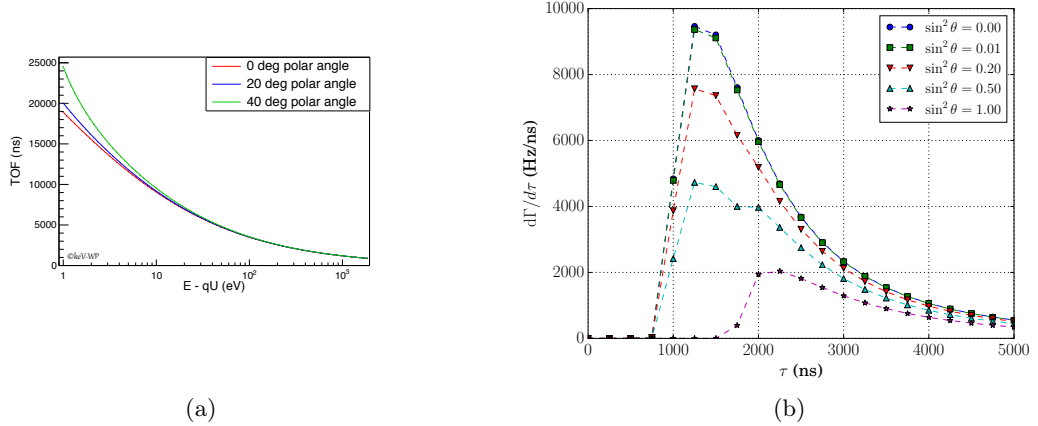 0 deg polar angle
20 deg polar angle
40 deg polar angle
TOF (ns)
25000
20000
15000
10000
5000
0
©keV-WP
1 10 10² 10³
E - qU (eV)
(a)
sin² θ = 0.00
sin² θ = 0.01
sin² θ = 0.20
sin² θ = 0.50
sin² θ = 1.00
dΓ/dτ (Hz/ns)
10000
8000
6000
4000
2000
0
0 1000 2000 3000 4000 5000
τ (ns)
(b)